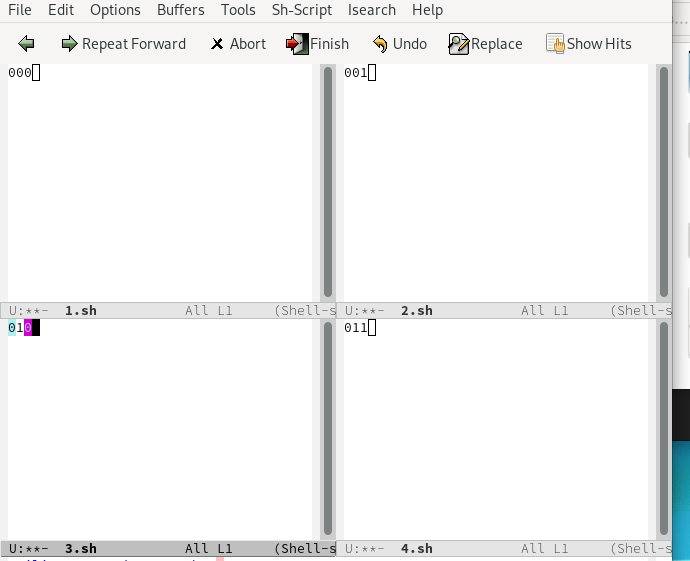 File Edit Options Buffers Tools Sh-Script Isearch Help
Repeat Forward Abort Finish Undo Replace Show Hits
000
001
U:**- 1.sh All L1 (Shell-s
U:**- 2.sh All L1 (Shell-s
010
011
U:**- 3.sh All L1 (Shell-s
U:**- 4.sh All L1 (Shell-s